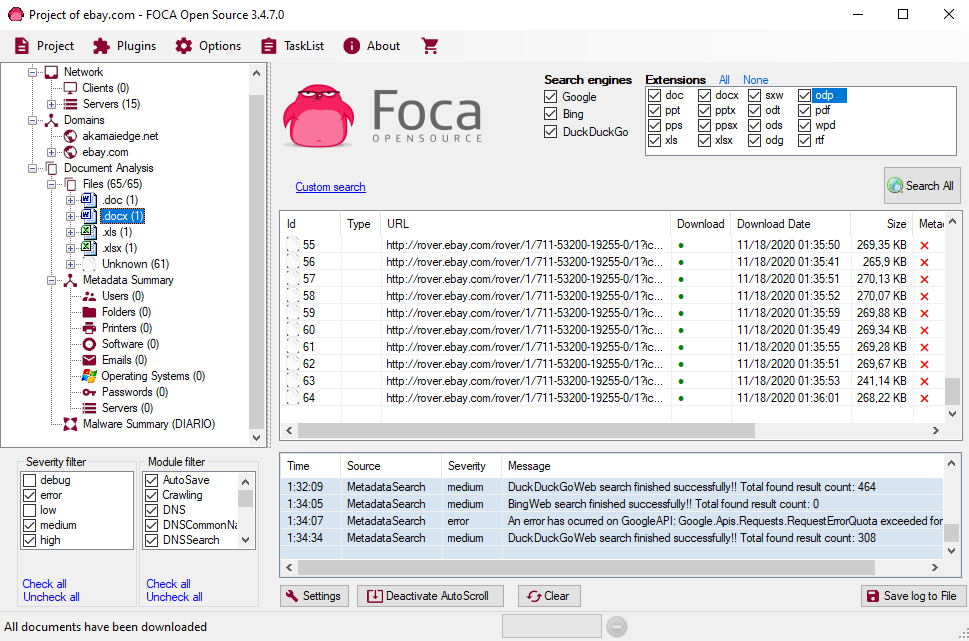 Project of ebay.com - FOCA Open Source 3.4.7.0
Project Plugins Options TaskList About
Network
Clients (0)
Servers (15)
Domains
akamaiedge.net
ebay.com
Document Analysis
Files (65/65)
.doc (1)
.docx (1)
.xls (1)
.xlsx (1)
Unknown (61)
Metadata Summary
Users (0)
Folders (0)
Printers (0)
Software (0)
Emails (0)
Operating Systems (0)
Passwords (0)
Servers (0)
Malware Summary (DIARIO)
Foca
OPENSOURCE
Search engines
Google
Bing
DuckDuckGo
Extensions All None
doc docx sxw odp
ppt pptx odt pdf
pps ppsx ods wpd
xls xlsx odg rtf
Custom search
Search All
Id Type URL Download Download Date Size Meta
55 http://rover.ebay.com/rover/1/711-53200-19255-0/1?ic... 11/18/2020 01:35:50 269,35 KB
56 http://rover.ebay.com/rover/1/711-53200-19255-0/1?ic... 11/18/2020 01:35:41 265,9 KB
57 http://rover.ebay.com/rover/1/711-53200-19255-0/1?ic... 11/18/2020 01:35:51 270,13 KB
58 http://rover.ebay.com/rover/1/711-53200-19255-0/1?ic... 11/18/2020 01:35:52 270,07 KB
59 http://rover.ebay.com/rover/1/711-53200-19255-0/1?ic... 11/18/2020 01:35:59 269,88 KB
60 http://rover.ebay.com/rover/1/711-53200-19255-0/1?ic... 11/18/2020 01:35:49 269,34 KB
61 http://rover.ebay.com/rover/1/711-53200-19255-0/1?ic... 11/18/2020 01:35:55 269,28 KB
62 http://rover.ebay.com/rover/1/711-53200-19255-0/1?ic... 11/18/2020 01:35:51 269,67 KB
63 http://rover.ebay.com/rover/1/711-53200-19255-0/1?ic... 11/18/2020 01:35:53 241,14 KB
64 http://rover.ebay.com/rover/1/711-53200-19255-0/1?ic... 11/18/2020 01:36:01 268,22 KB
Severity filter
debug
error
low
medium
high
Check all
Uncheck all
Module filter
AutoSave
Crawling
DNS
DNSCommonNa
DNSSearch
Check all
Uncheck all
Time Source Severity Message
1:32:09 MetadataSearch medium DuckDuckGoWeb search finished successfully!! Total found result count: 464
1:34:05 MetadataSearch medium BingWeb search finished successfully!! Total found result count: 0
1:34:07 MetadataSearch error An error has ocurred on GoogleAPI: Google.Apis.Requests.RequestErrorQuota exceeded for
1:34:34 MetadataSearch medium DuckDuckGoWeb search finished successfully!! Total found result count: 308
Settings Deactivate AutoScroll Clear Save log to File
All documents have been downloaded